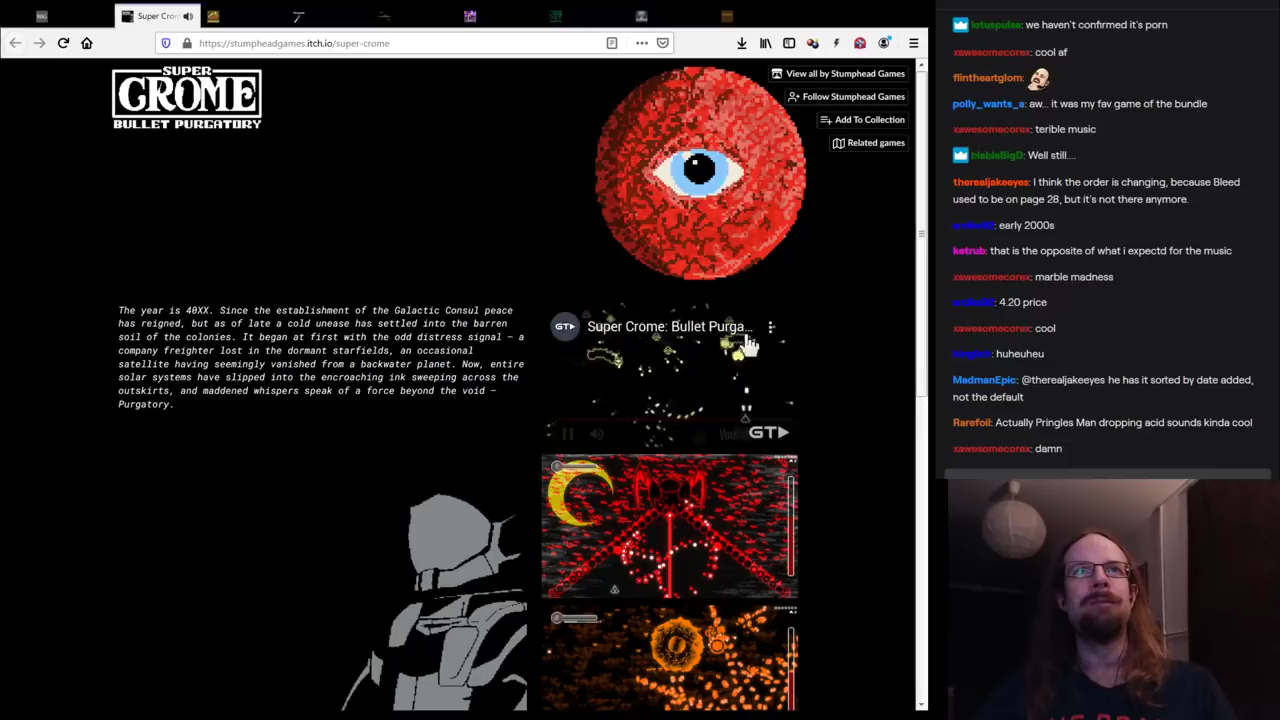 Super Crom
https://stumpheadgames.itch.io/super-crome
SUPER
CROME
BULLET PURGATORY
View all by Stumphead Games
Follow Stumphead Games
Add To Collection
Related games
The year is 40XX. Since the establishment of the Galactic Consul peace
has reigned, but as of late a cold unease has settled into the barren
soil of the colonies. It began at first with the odd distress signal — a
company freighter lost in the dormant starfields, an occasional
satellite having seemingly vanished from a backwater planet. Now, entire
solar systems have slipped into the encroaching ink sweeping across the
outskirts, and maddened whispers speak of a force beyond the void —
Purgatory.
GT
Super Crome: Bullet Purga...
You
GT
lotuspulse: we haven't confirmed it's porn
xawesomecorex: cool af
flintheartglom:
polly_wants_a: aw... it was my fav game of the bundle
xawesomecorex: terible music
blablaBigD: Well still....
therealjakeeyes: I think the order is changing, because Bleed
used to be on page 28, but it's not there anymore.
early 2000s
ketrub: that is the opposite of what i expectd for the music
xawesomecorex: marble madness
4.20 price
xawesomecorex: cool
huheuheu
MadmanEpic: @therealjakeeyes he has it sorted by date added,
not the default
Rarefoil: Actually Pringles Man dropping acid sounds kinda cool
xawesomecorex: damn